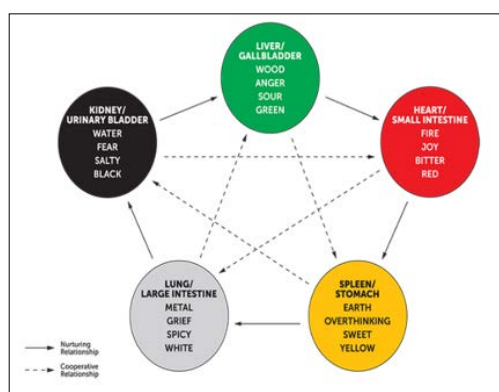 LIVER/
GALLBLADDER
WOOD
ANGER
SOUR
GREEN
KIDNEY/
URINARY BLADDER
WATER
FEAR
SALTY
BLACK
HEART/
SMALL INTESTINE
FIRE
JOY
BITTER
RED
LUNG/
LARGE INTESTINE
METAL
GRIEF
SPICY
WHITE
SPLEEN/
STOMACH
EARTH
OVERTHINKING
SWEET
YELLOW
Nurturing
Relationship
Cooperative
Relationship